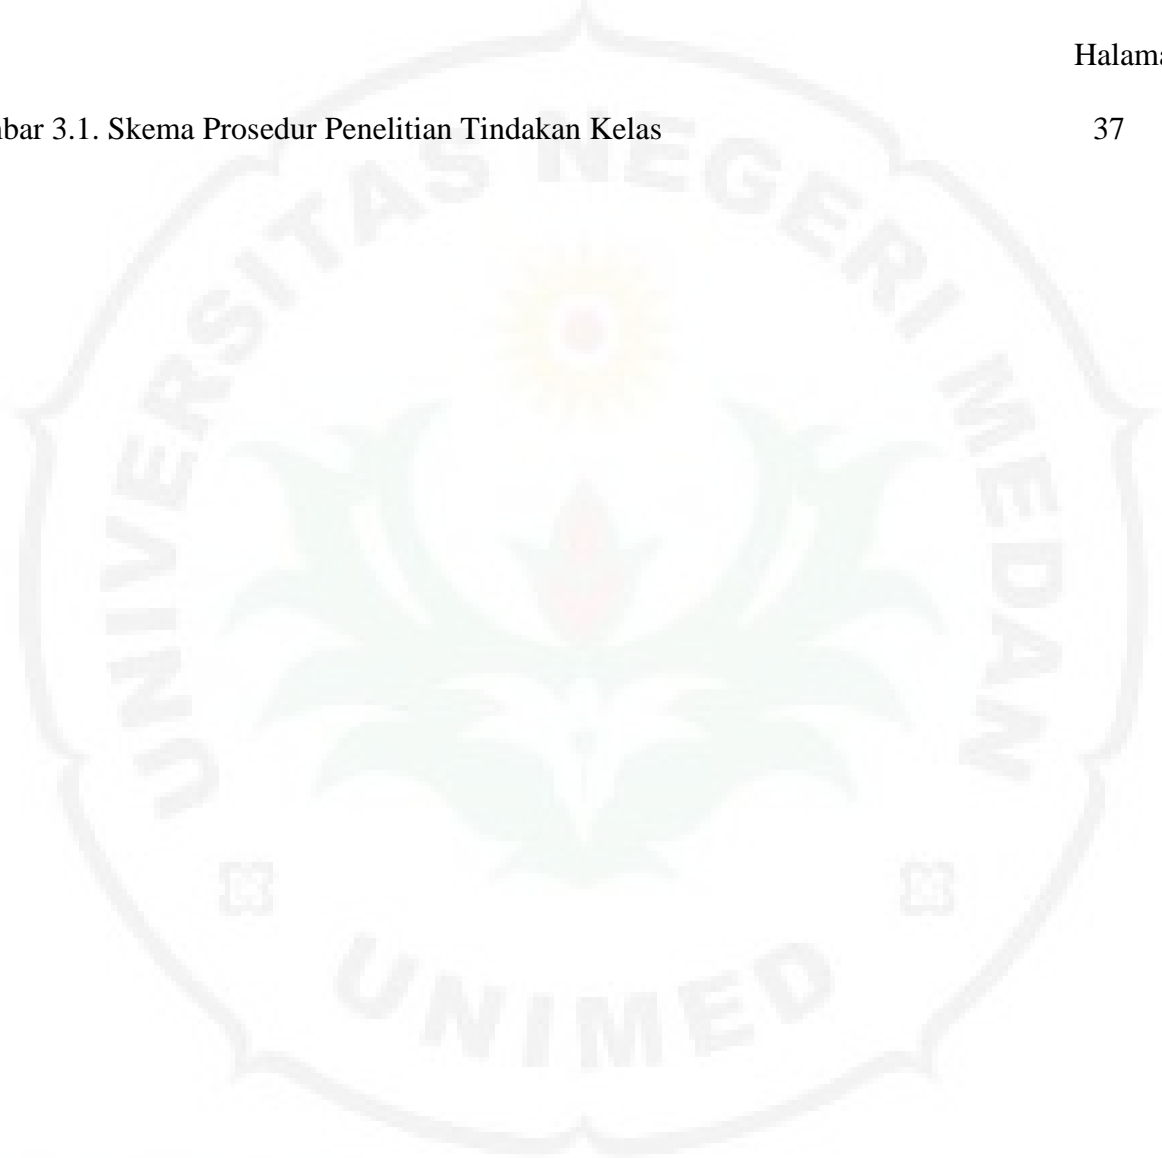 Halama
bar 3.1. Skema Prosedur Penelitian Tindakan Kelas 37
UNIVERSITAS NEGERI MEDAN
UNIMED